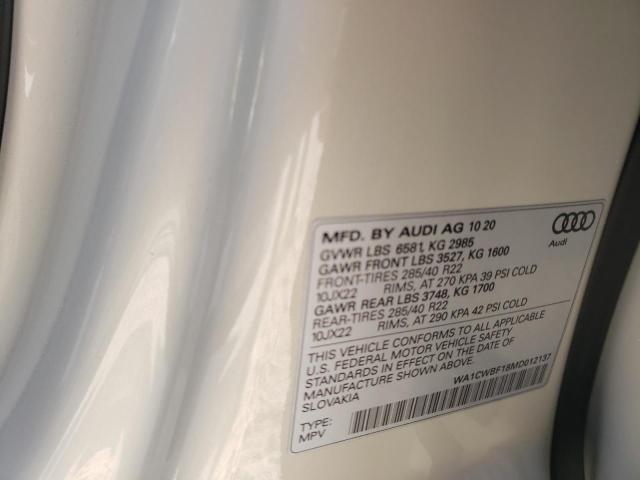 MFD. BY AUDI AG 10 20
GVWR LBS 6581, KG 2985
GAWR FRONT LBS 3527, KG 1600
FRONT-TIRES 285/40 R22
10JX22 RIMS, AT 270 KPA 39 PSI COLD
GAWR REAR LBS 3748, KG 1700
REAR-TIRES 285/40 R22
10JX22 RIMS, AT 290 KPA 42 PSI COLD
THIS VEHICLE CONFORMS TO ALL APPLICABLE
U.S. FEDERAL MOTOR VEHICLE SAFETY
STANDARDS IN EFFECT ON THE DATE OF
MANUFACTURE SHOWN ABOVE.
SLOVAKIA
WA1CWBF18MD012137
TYPE:
MPV
Audi